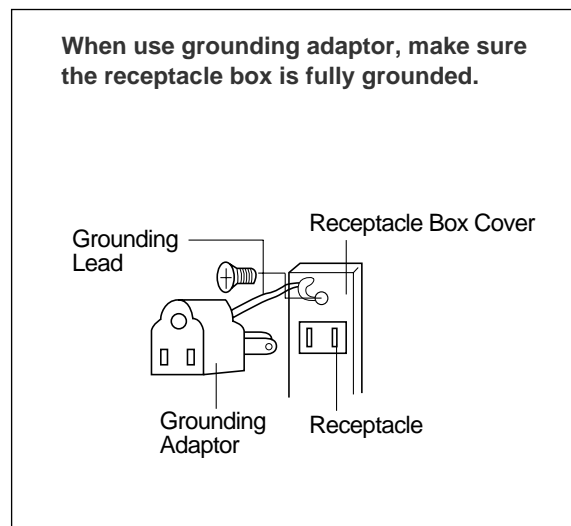 When use grounding adaptor, make sure
the receptacle box is fully grounded.
Receptacle Box Cover
Grounding
Lead
Grounding
Adaptor
Receptacle